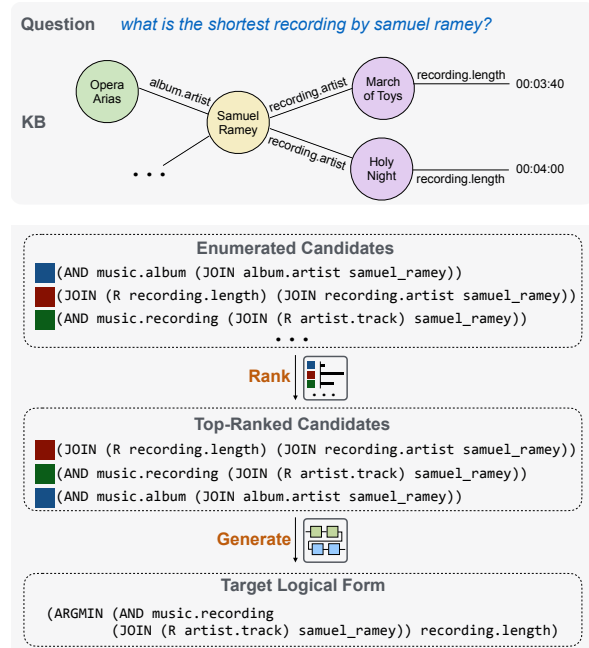 Question what is the shortest recording by samuel ramey?
KB
Opera
Arias
album.artist
Samuel
Ramey
recording.artist
March
of Toys
recording.length
00:03:40
recording.artist
Holy
Night
recording.length
00:04:00
• • •
Enumerated Candidates
(AND music.album (JOIN album.artist samuel_ramey))
(JOIN (R recording.length) (JOIN recording.artist samuel_ramey))
(AND music.recording (JOIN (R artist.track) samuel_ramey))
• • •
Rank
• • •
Top-Ranked Candidates
(JOIN (R recording.length) (JOIN recording.artist samuel_ramey))
(AND music.recording (JOIN (R artist.track) samuel_ramey))
(AND music.album (JOIN album.artist samuel_ramey))
Generate
Target Logical Form
(ARGMIN (AND music.recording
(JOIN (R artist.track) samuel_ramey)) recording.length)